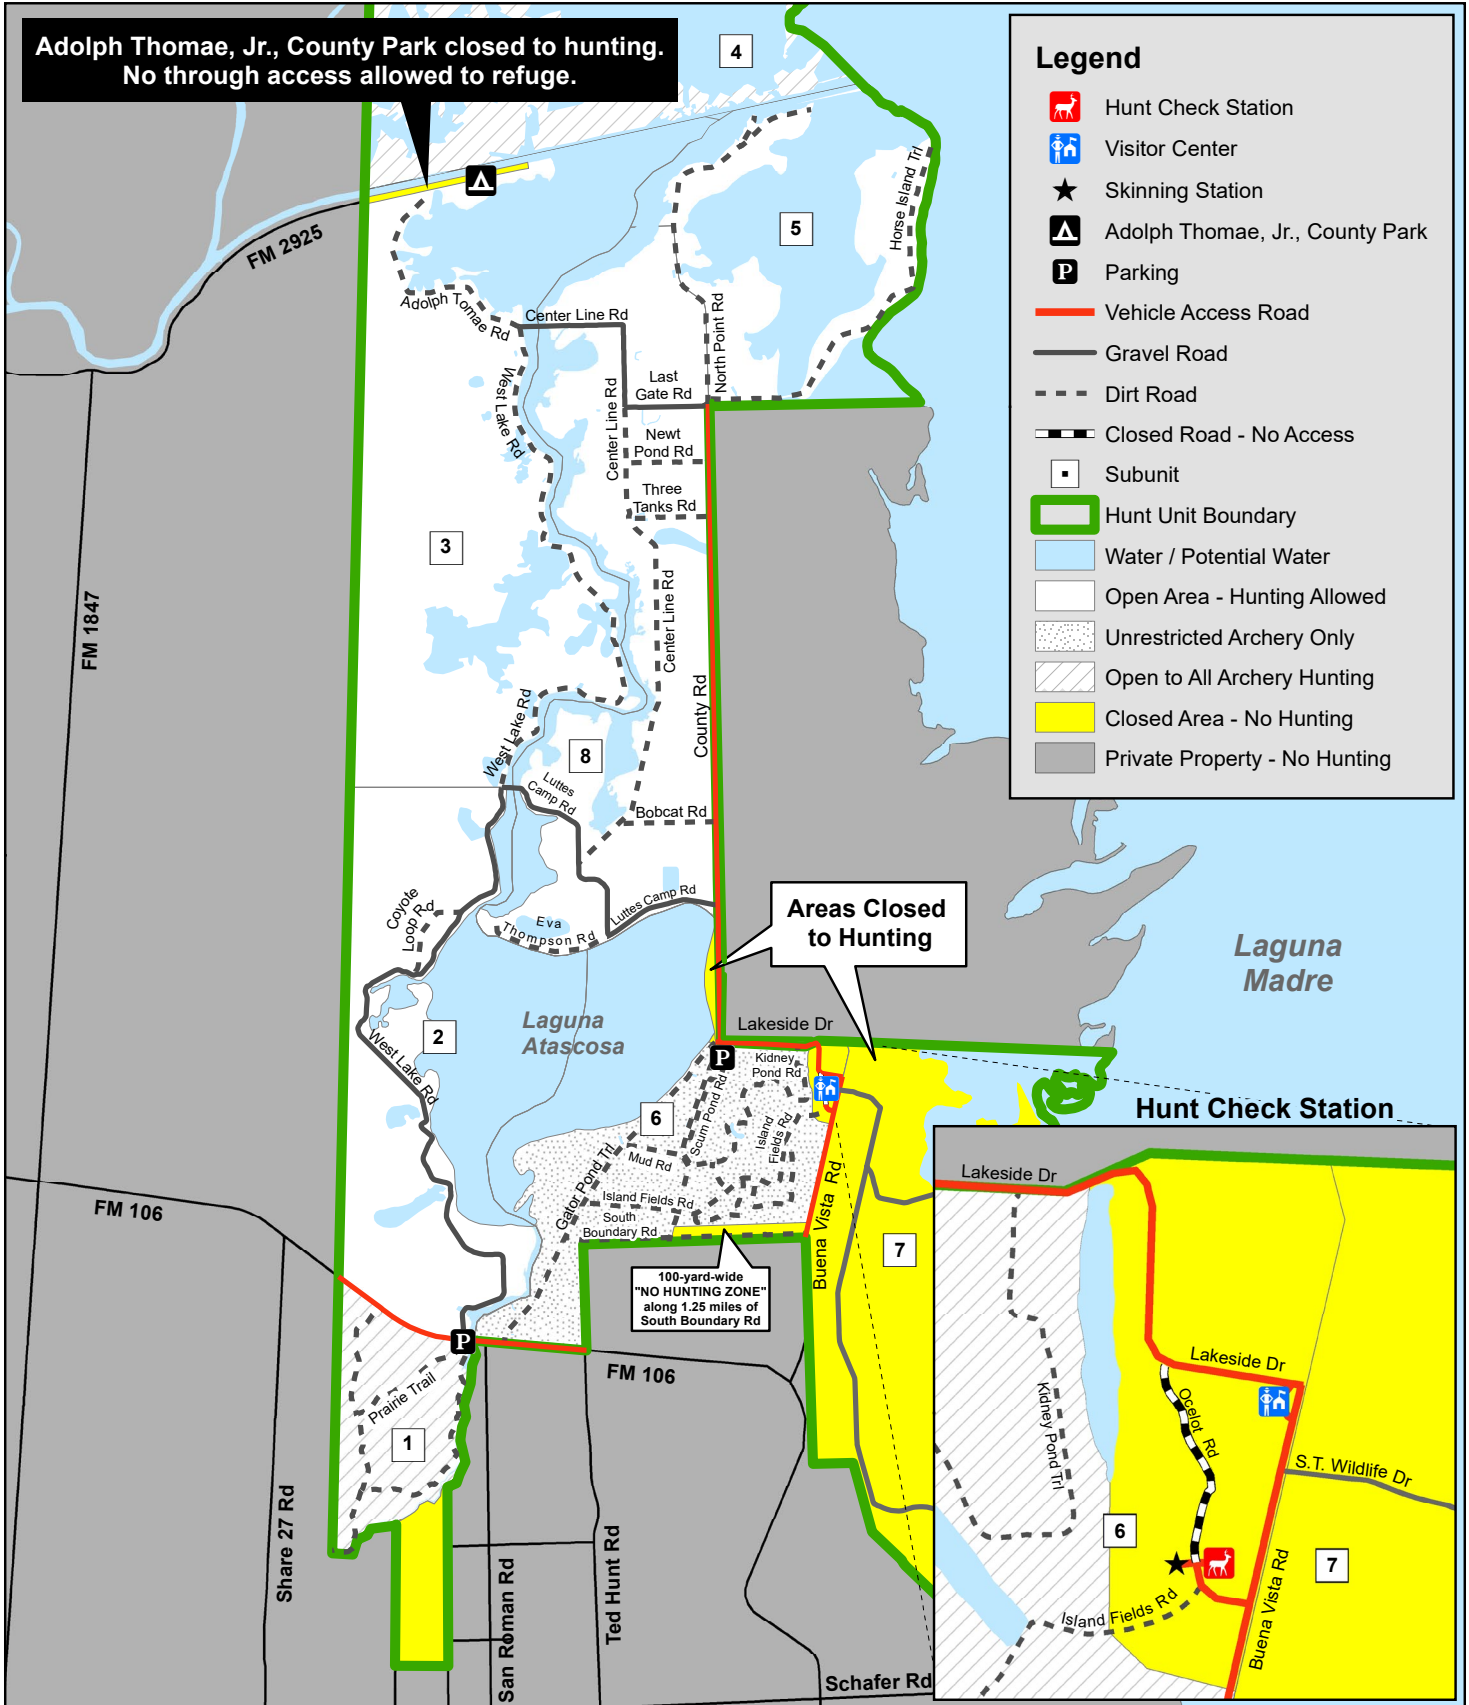 Adolph Thomae, Jr., County Park closed to hunting.
No through access allowed to refuge.
Legend
Hunt Check Station
Visitor Center
Skinning Station
Adolph Thomae, Jr., County Park
P
Parking
Vehicle Access Road
Gravel Road
Dirt Road
Closed Road - No Access
Subunit
Hunt Unit Boundary
Water / Potential Water
Open Area - Hunting Allowed
Unrestricted Archery Only
Open to All Archery Hunting
Closed Area - No Hunting
Private Property - No Hunting
4
5
Horse Island Trl
FM 2925
Adolph Tomae Rd
Center Line Rd
North Point Rd
Last
Gate Rd
West Lake Rd
Center Line Rd
Newt
Pond Rd
Three
Tanks Rd
3
FM 1847
Center Line Rd
County Rd
West Lake Rd
8
Luttes
Camp Rd
Bobcat Rd
Coyote
Loop Rd
Luttes Camp Rd
Eva
Thompson Rd
Areas Closed
to Hunting
Laguna
Madre
Laguna
Atascosa
2
West Lake Rd
Lakeside Dr
P
Kidney
Pond Rd
6
Scum Pond Rd
Island
Fields Rd
Mud Rd
Gator Pond Trl
Island Fields Rd
South
Boundary Rd
Buena Vista Rd
7
FM 106
100-yard-wide
"NO HUNTING ZONE"
along 1.25 miles of
South Boundary Rd
P
FM 106
Prairie Trail
1
Share 27 Rd
San Roman Rd
Ted Hunt Rd
Schafer Rd
Hunt Check Station
Lakeside Dr
Lakeside Dr
Kidney Pond Trl
Ocelot Rd
S.T. Wildlife Dr
6
7
Island Fields Rd
Buena Vista Rd